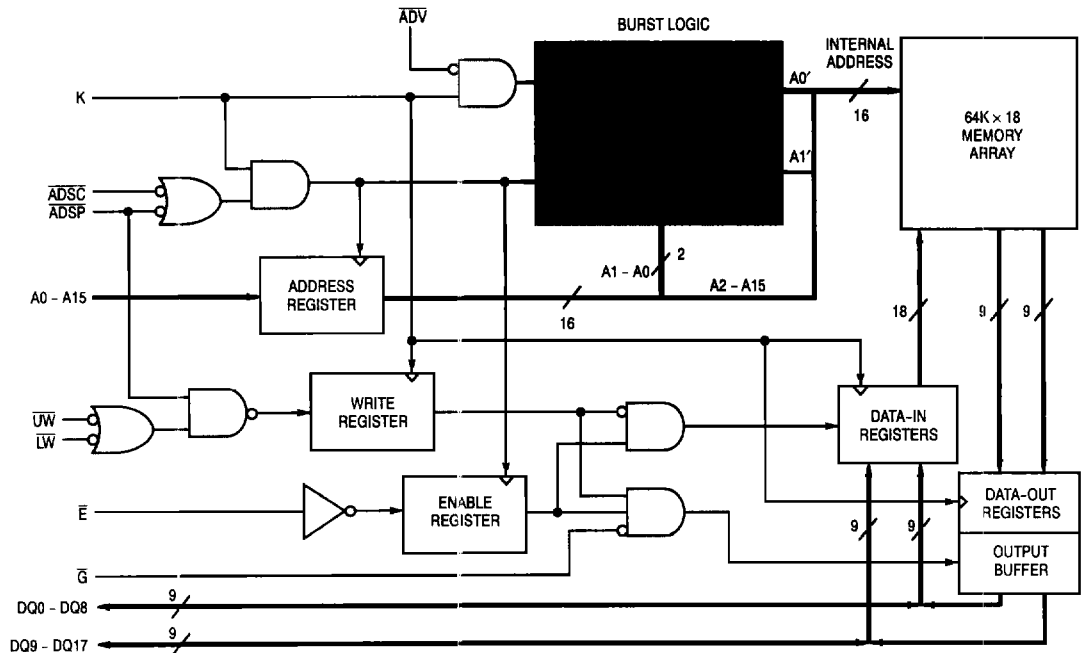 ADV
BURST LOGIC
INTERNAL
ADDRESS
A0′
16
64K × 18
MEMORY
ARRAY
K
A1′
ADSC
ADSP
2
A1 – A0
A2 – A15
A0 – A15
ADDRESS
REGISTER
16
18
9
9
UW
LW
WRITE
REGISTER
DATA-IN
REGISTERS
E
ENABLE
REGISTER
9
9
DATA-OUT
REGISTERS
OUTPUT
BUFFER
G
DQ0 – DQ8
9
DQ9 – DQ17
9